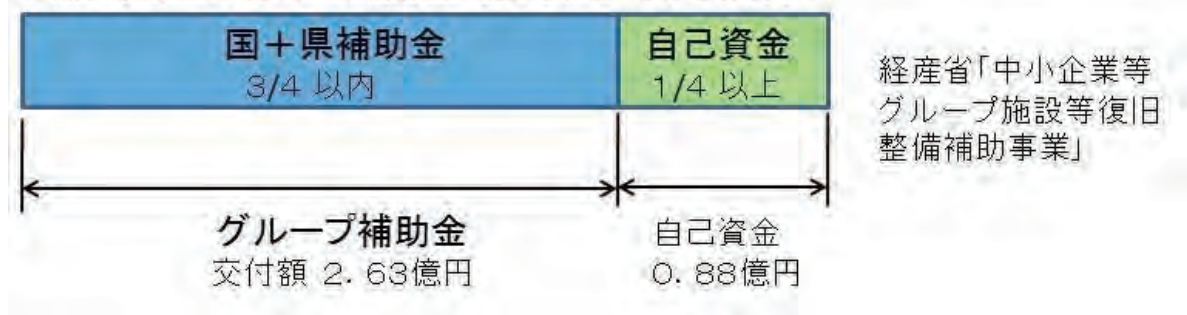 国＋県補助金
3/4 以内
自己資金
1/4 以上
経産省「中小企業等
グループ施設等復旧
整備補助事業」
グループ補助金
交付額 2．63億円
自己資金
0．88億円